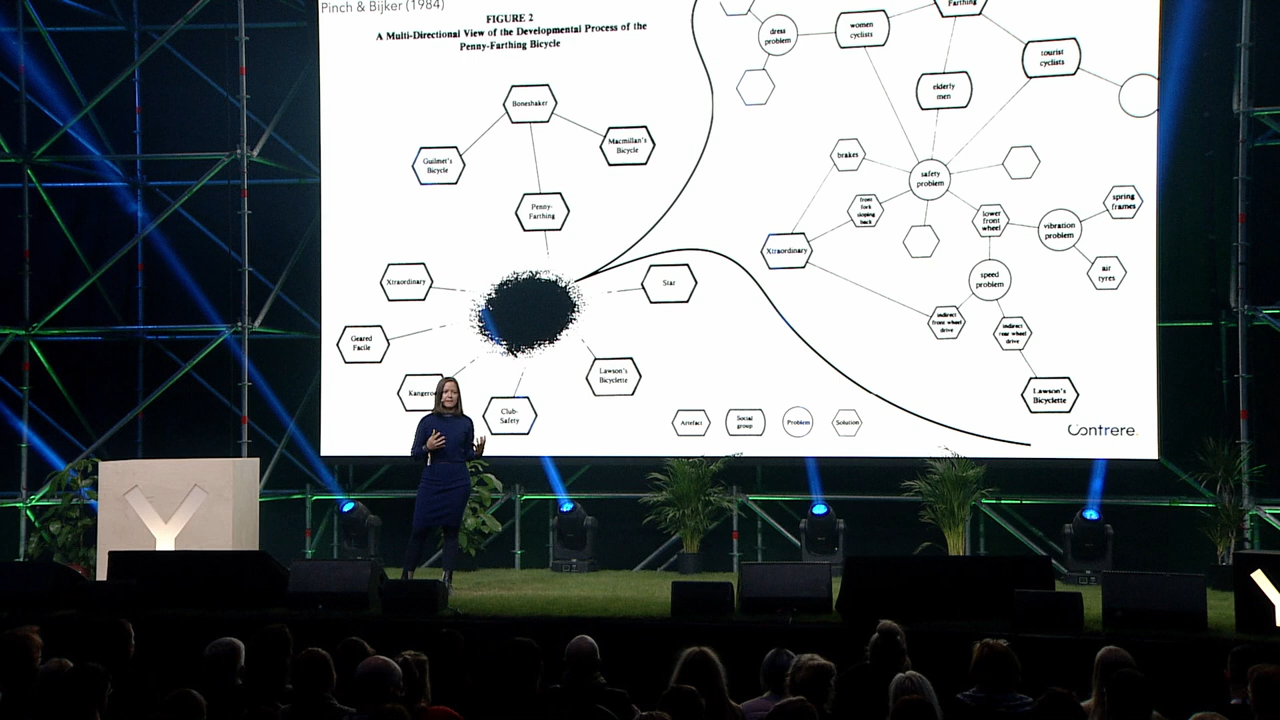 Pinch & Bijker (1984)
FIGURE 2
A Multi-Directional View of the Developmental Process of the
Penny-Farthing Bicycle
Boneshaker
Guilmet's
Bicycle
Macmillan's
Bicycle
Penny-
Farthing
Xtraordinary
Star
Geared
Facile
Lawson's
Bicyclette
Kangaroo
Club-
Safety
Farthing
dress
problem
women
cyclists
tourist
cyclists
elderly
men
brakes
safety
problem
front
fork
sloping
back
lower
front
wheel
spring
frames
vibration
problem
Xtraordinary
air
tyres
speed
problem
indirect
front wheel
drive
indirect
rear wheel
drive
Lawson's
Bicyclette
Artefact
Social
group
Problem
Solution
Contrere.
Y
Y